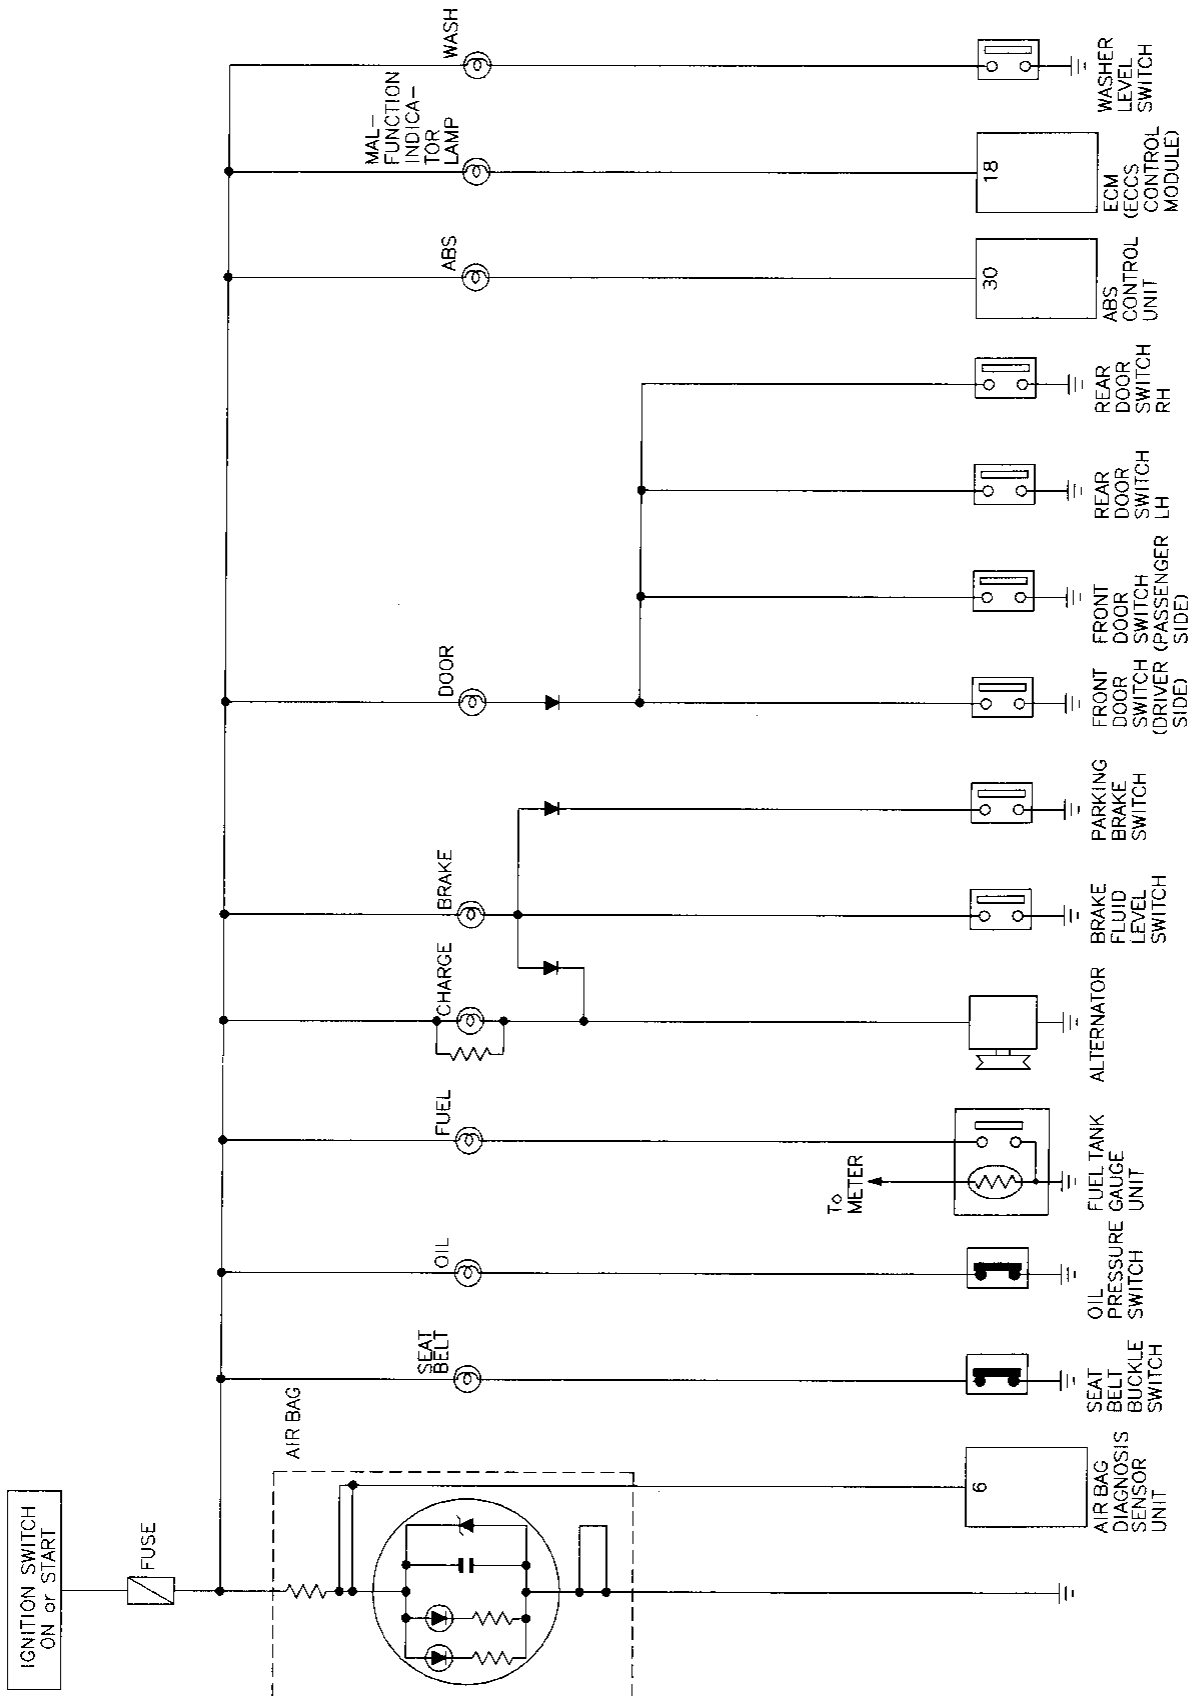 IGNITION SWITCH
ON or START
FUSE
AIR BAG
SEAT
BELT
OIL
FUEL
CHARGE
BRAKE
DOOR
ABS
MAL-
FUNCTION
INDICA-
TOR
LAMP
WASH
To
METER
6
30
18
AIR BAG
DIAGNOSIS
SENSOR
UNIT
SEAT
BELT
BUCKLE
SWITCH
OIL
PRESSURE
SWITCH
FUEL TANK
GAUGE
UNIT
ALTERNATOR
BRAKE
FLUID
LEVEL
SWITCH
PARKING
BRAKE
SWITCH
FRONT
DOOR
SWITCH
(DRIVER
SIDE)
FRONT
DOOR
SWITCH
(PASSENGER
SIDE)
REAR
DOOR
SWITCH
LH
REAR
DOOR
SWITCH
RH
ABS
CONTROL
UNIT
ECM
(ECCS
CONTROL
MODULE)
WASHER
LEVEL
SWITCH